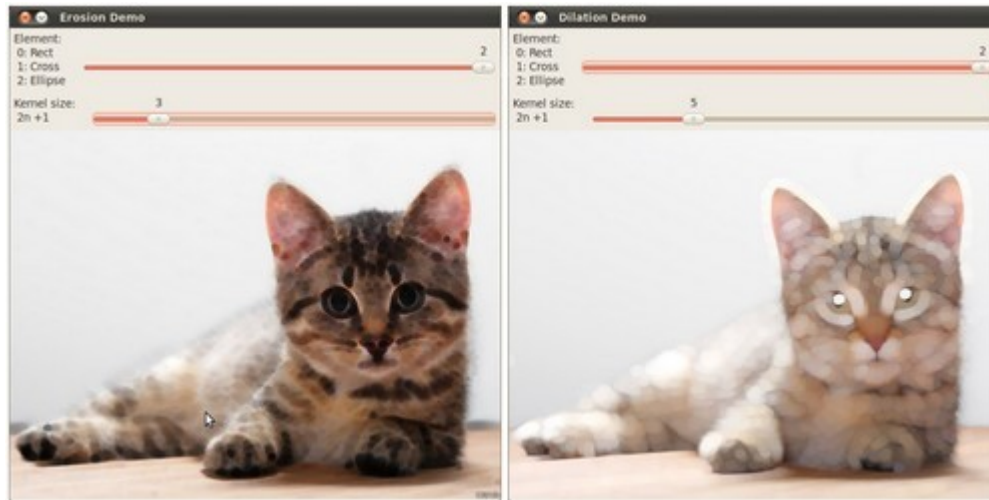 Erosion Demo
Element:
0: Rect
1: Cross
2: Ellipse
2
Kernel size:
2n +1
3
Dilation Demo
Element:
0: Rect
1: Cross
2: Ellipse
2
Kernel size:
2n +1
5